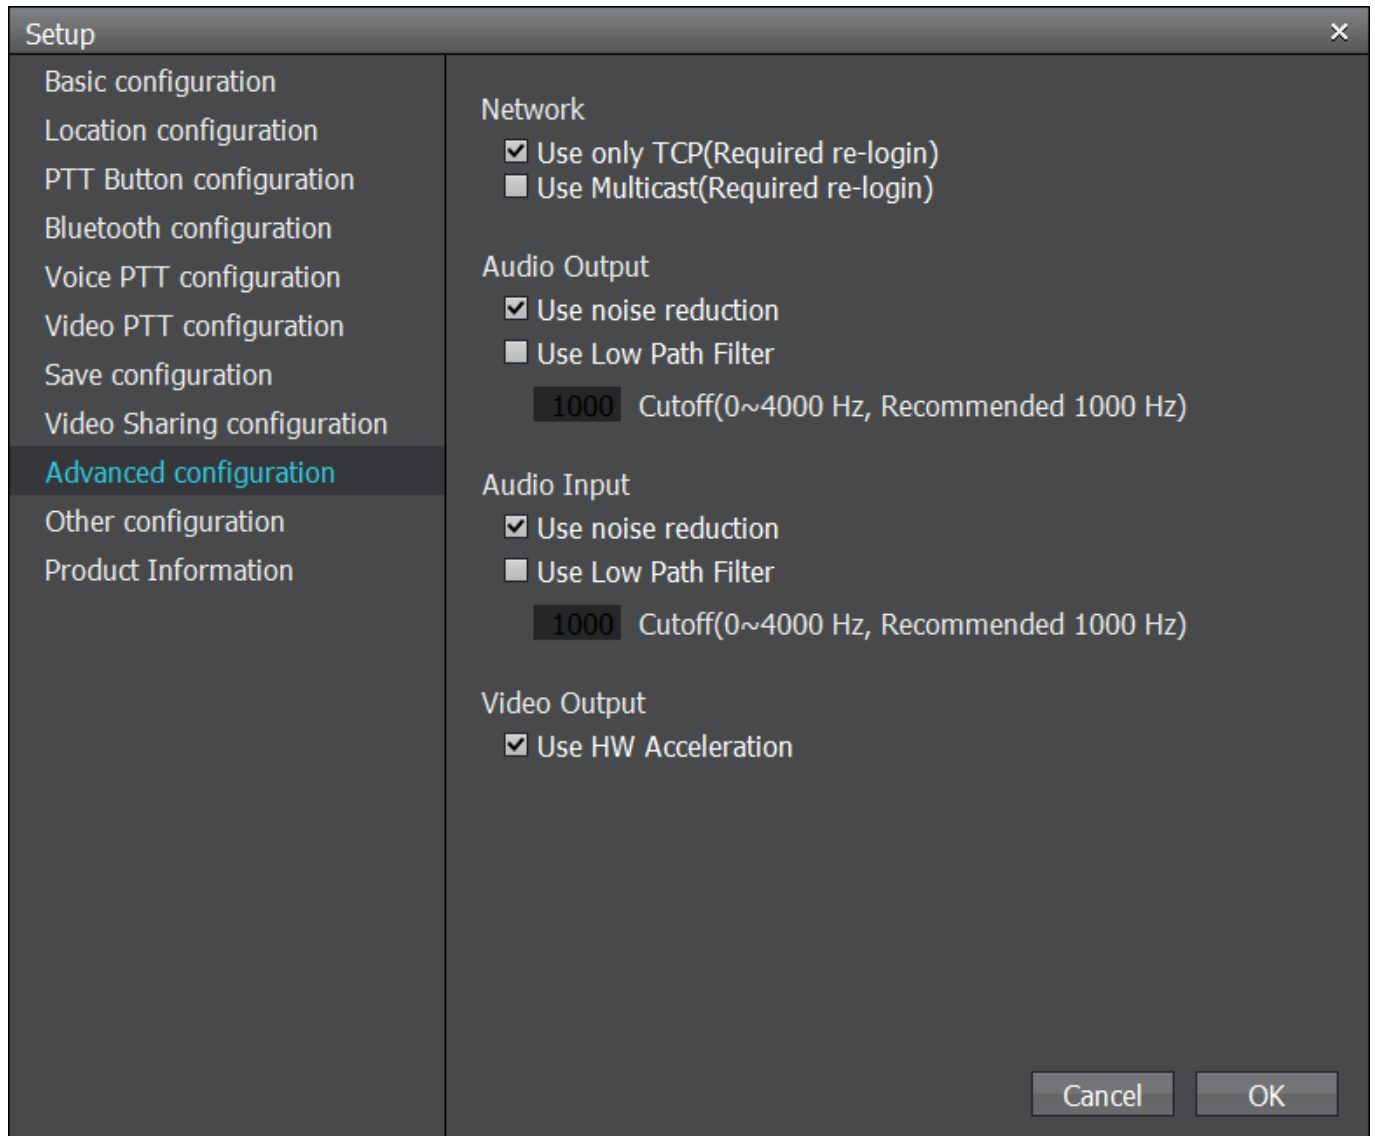 Setup
Basic configuration
Location configuration
PTT Button configuration
Bluetooth configuration
Voice PTT configuration
Video PTT configuration
Save configuration
Video Sharing configuration
Advanced configuration
Other configuration
Product Information
Network
Use only TCP(Required re-login)
Use Multicast(Required re-login)
Audio Output
Use noise reduction
Use Low Path Filter
1000 Cutoff(0~4000 Hz, Recommended 1000 Hz)
Audio Input
Use noise reduction
Use Low Path Filter
1000 Cutoff(0~4000 Hz, Recommended 1000 Hz)
Video Output
Use HW Acceleration
Cancel OK